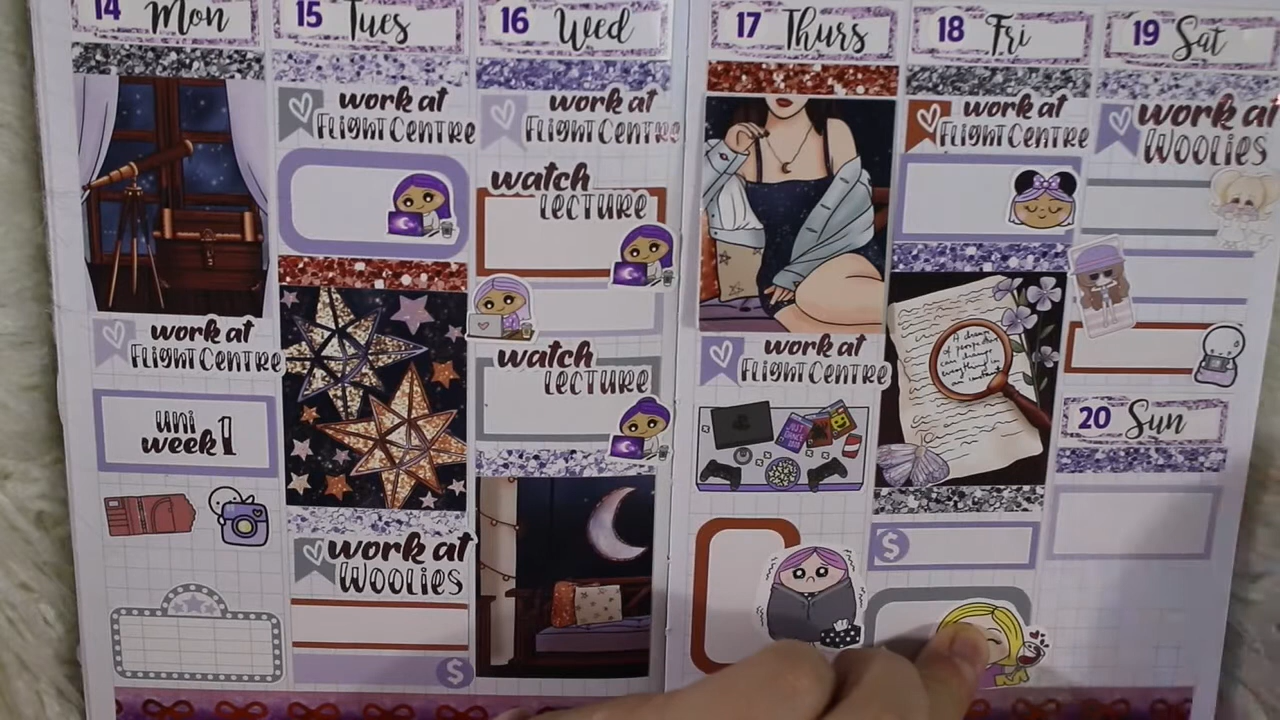 14 Mon
work at
FLIGHT CENTRE
uni
week 1
15 Tues
work at
FLIGHT CENTRE
work at
WOOLIES
$
16 Wed
work at
FLIGHT CENTRE
watch
LECTURE
watch
LECTURE
17 Thurs
work at
FLIGHT CENTRE
JUST
DANCE
18 Fri
work at
FLIGHT CENTRE
$
19 Sat
work at
WOOLIES
20 Sun